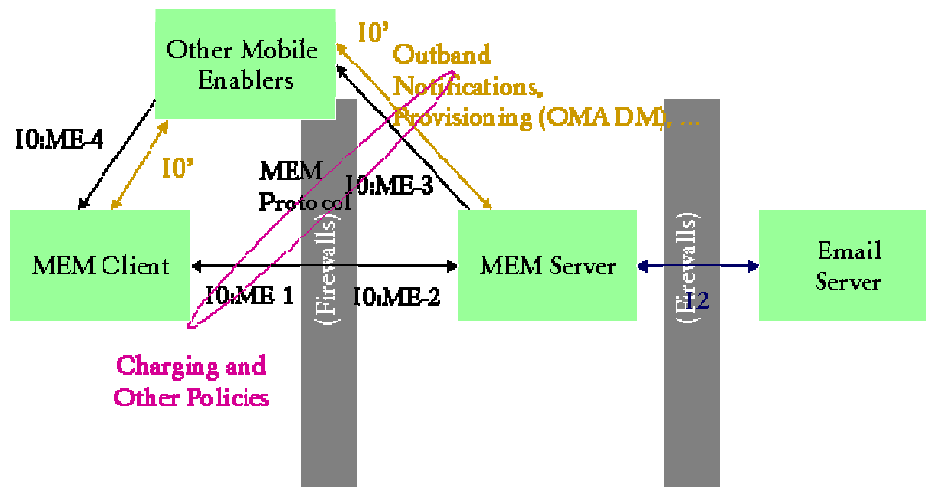 I0'
I0'
Other Mobile
Enablers
Outband
Notifications,
Provisioning (OMA DM), ...
I0:ME-4
I0'
MEM
Protocol
I0:ME-3
(Firewalls)
(Firewalls)
MEM Client
MEM Server
Email
Server
I0:ME 1
I0:ME-2
I2
Charging and
Other Policies